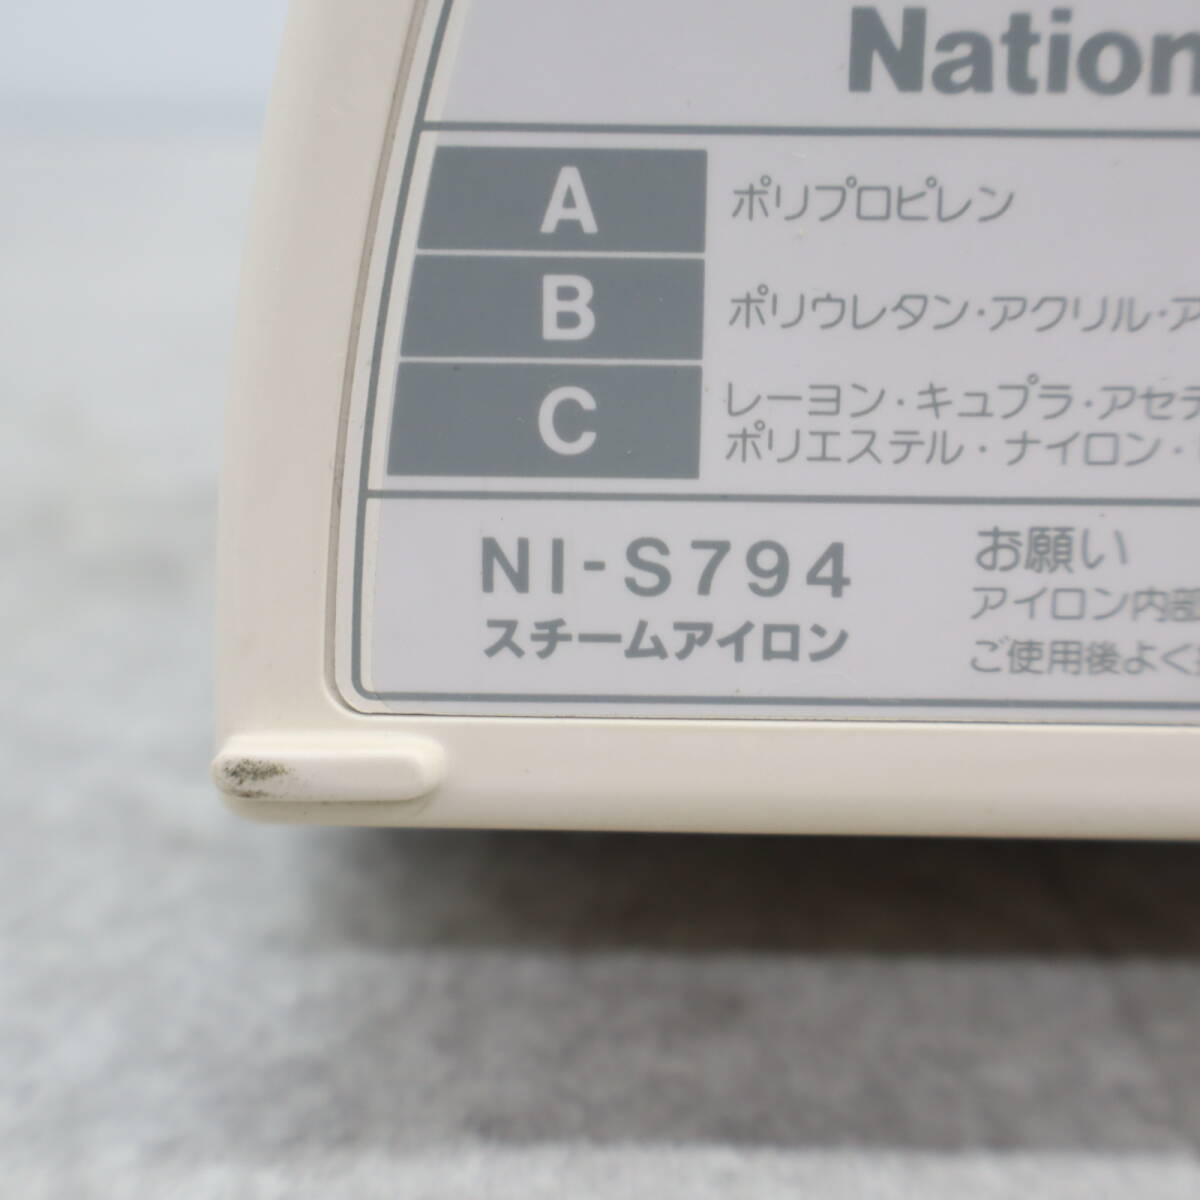 Nation
A
ポリプロピレン
B
ポリウレタン・アクリル・ア
C
レーヨン・キュプラ・アセテ
ポリエステル・ナイロン・
NI-S794
スチームアイロン
お願い
アイロン内部
ご使用後よく